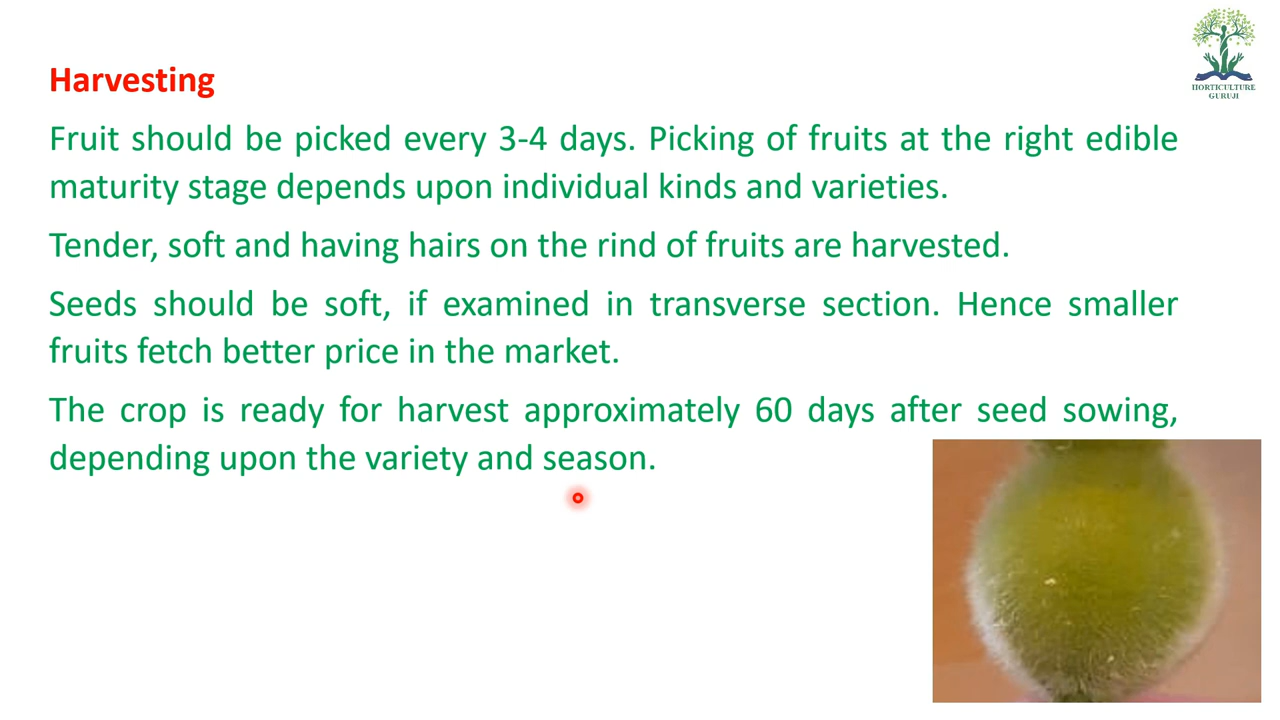 HORTICULTURE
GURUJI
Harvesting
Fruit should be picked every 3-4 days. Picking of fruits at the right edible
maturity stage depends upon individual kinds and varieties.
Tender, soft and having hairs on the rind of fruits are harvested.
Seeds should be soft, if examined in transverse section. Hence smaller
fruits fetch better price in the market.
The crop is ready for harvest approximately 60 days after seed sowing,
depending upon the variety and season.